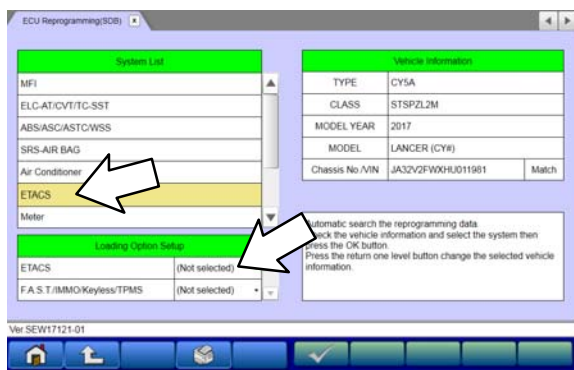 ECU Reprogramming(SDB)
System List
MFI
ELC-AT/CVT/TC-SST
ABS/ASC/ASTC/WSS
SRS-AIR BAG
Air Conditioner
ETACS
Meter
Loading Option Setup
ETACS (Not selected)
F.A.S.T./IMMO/Keyless/TPMS (Not selected)
Vehicle Information
TYPE CY5A
CLASS STSPZL2M
MODEL YEAR 2017
MODEL LANCER (CY#)
Chassis No./VIN JA32V2FWXHU011981 Match
Automatic search the reprogramming data.
Check the vehicle information and select the system then
press the OK button.
Press the return one level button change the selected vehicle
information.
Ver.SEW17121-01